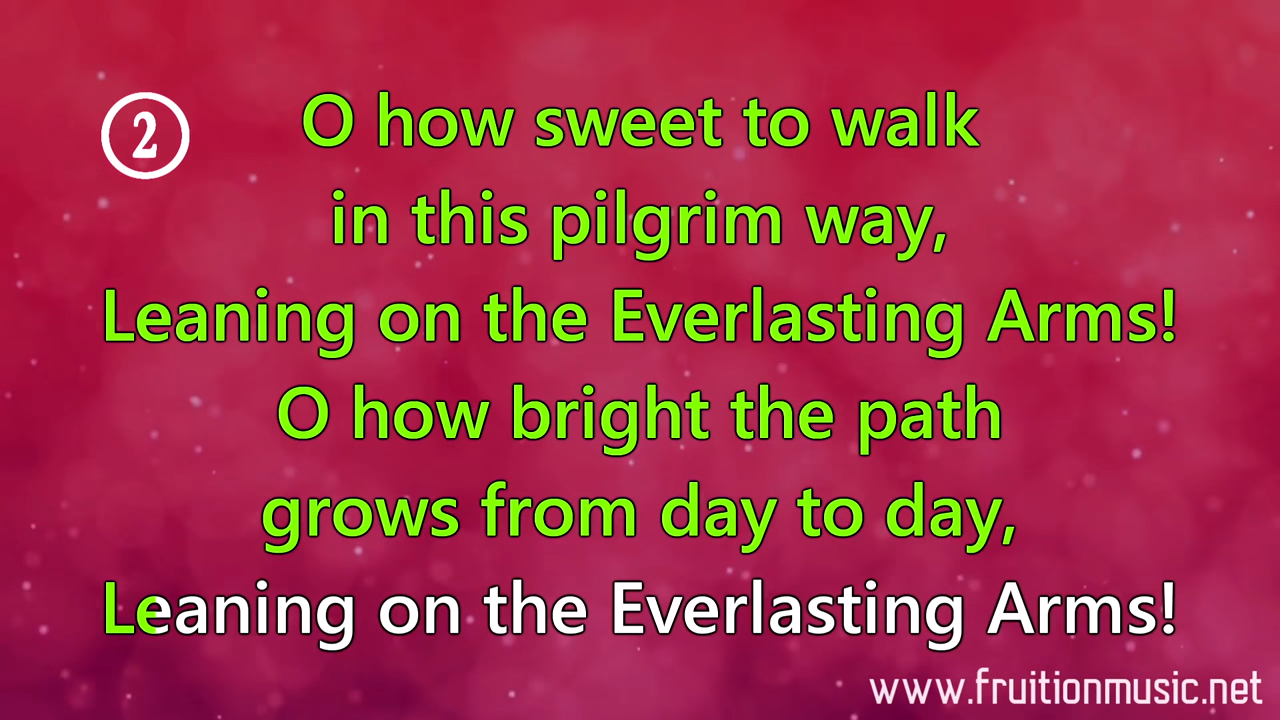 2
O how sweet to walk
in this pilgrim way,
Leaning on the Everlasting Arms!
O how bright the path
grows from day to day,
Leaning on the Everlasting Arms!
www.fruitionmusic.net